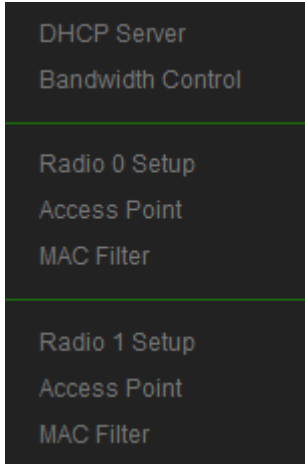 DHCP Server
Bandwidth Control
Radio 0 Setup
Access Point
MAC Filter
Radio 1 Setup
Access Point
MAC Filter